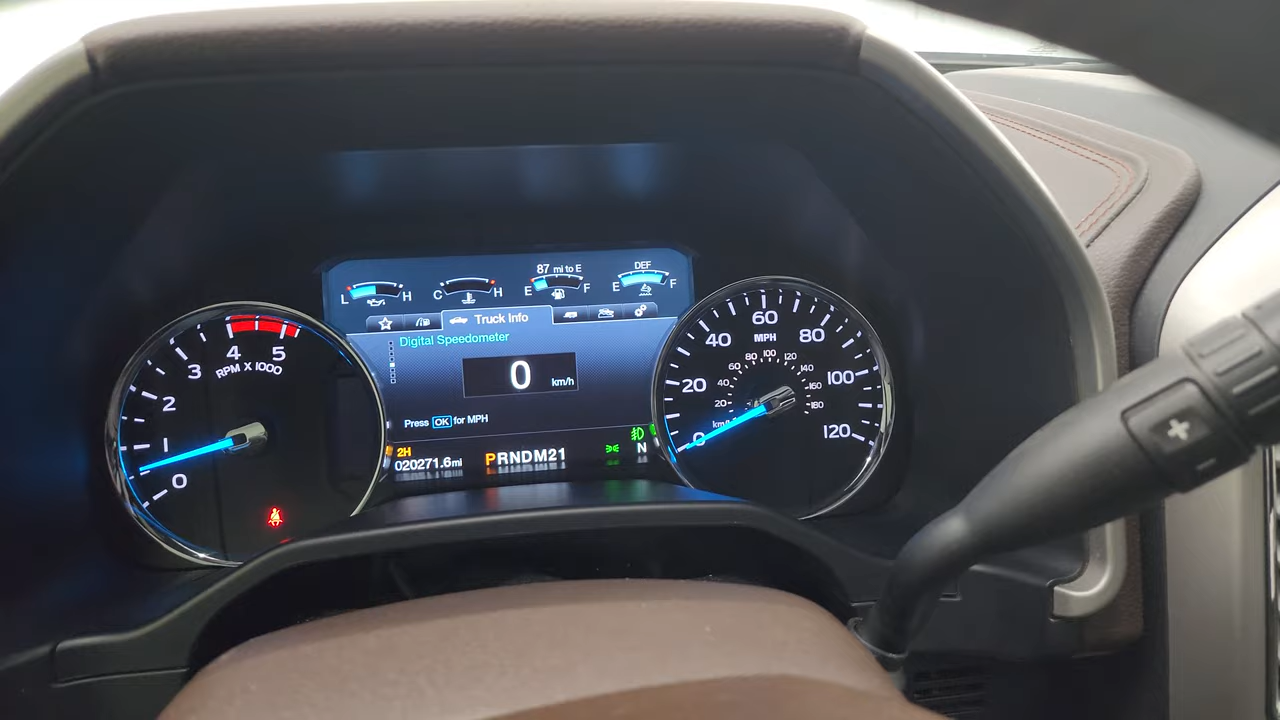 L H
C H
87 mi to E
E F
DEF
E F
Truck Info
Digital Speedometer
0 km/h
Press OK for MPH
2H
020271.6mi
PRNDM21
N
0 1 2 3 4 5
RPM X 1000
0 20 40 60 80 100 120
MPH
20 40 60 80 100 120 140 160 180
+
-